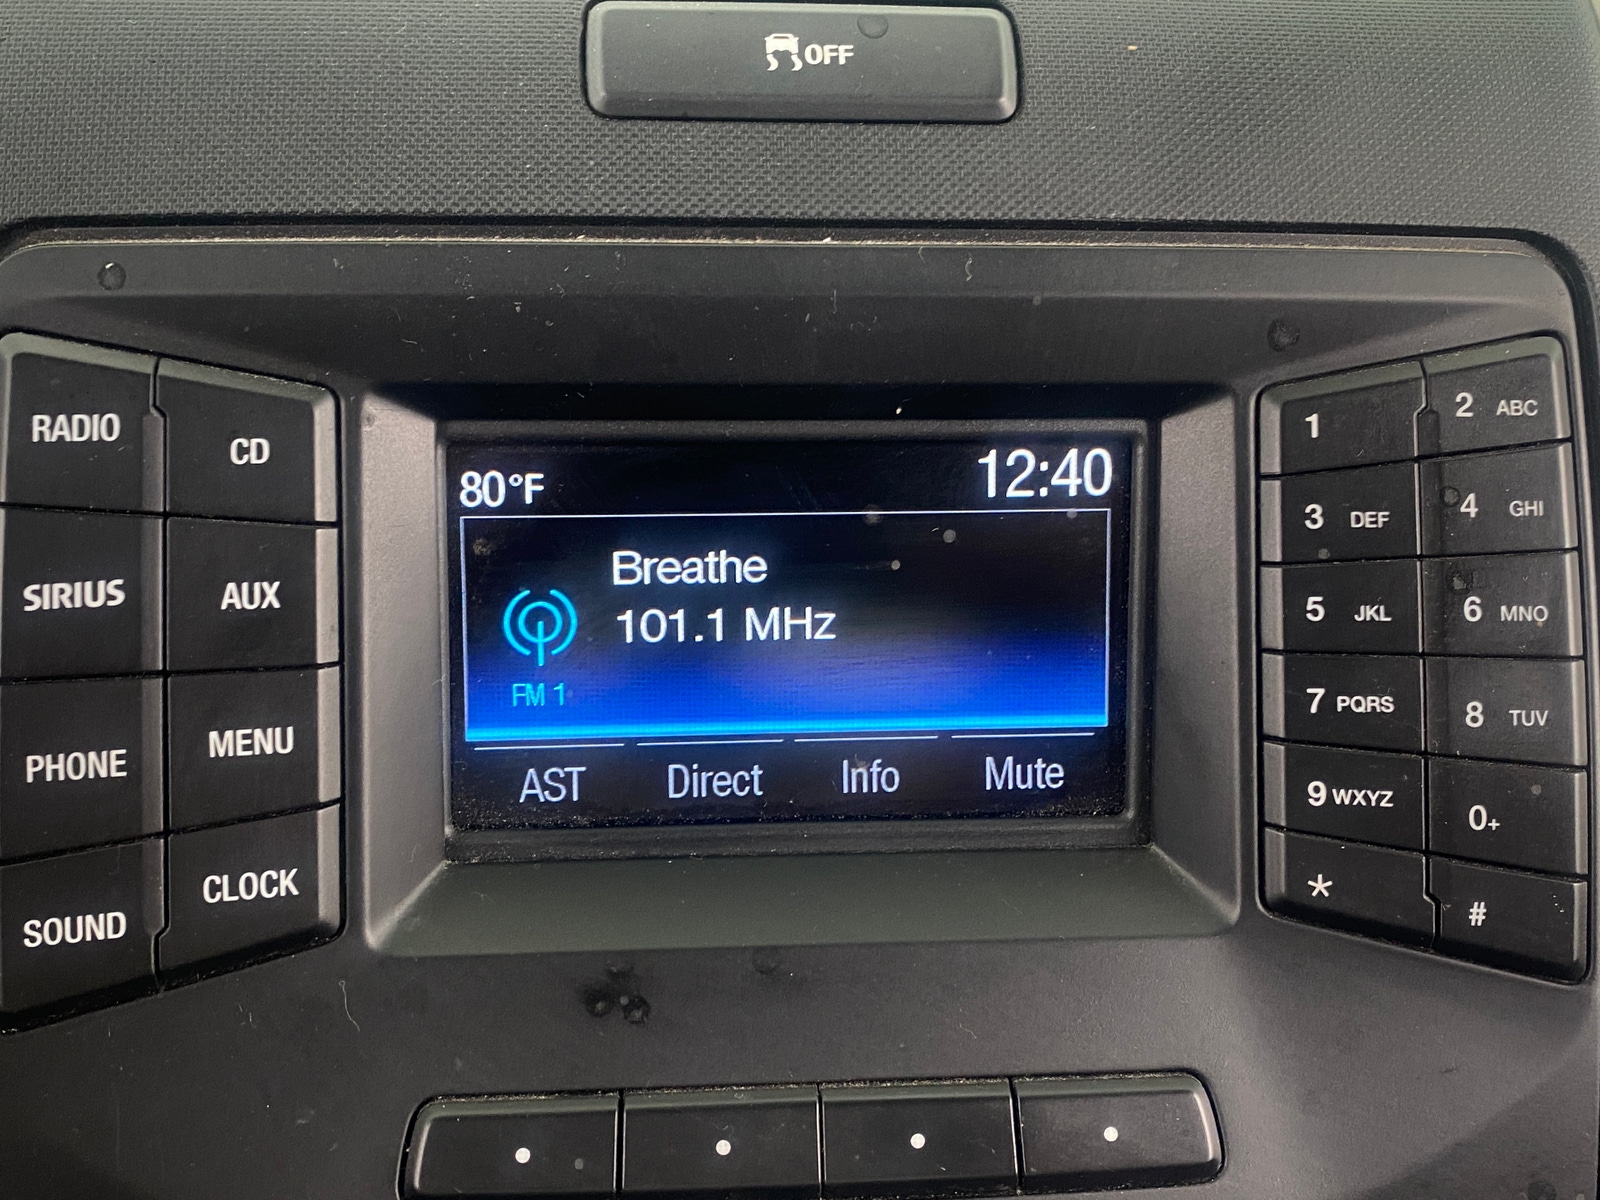 OFF
RADIO
CD
SIRIUS
AUX
PHONE
MENU
SOUND
CLOCK
80°F
12:40
Breathe
101.1 MHz
FM 1
AST Direct Info Mute
1
2 ABC
3 DEF
4 GHI
5 JKL
6 MNO
7 PQRS
8 TUV
9 WXYZ
0+
*
#